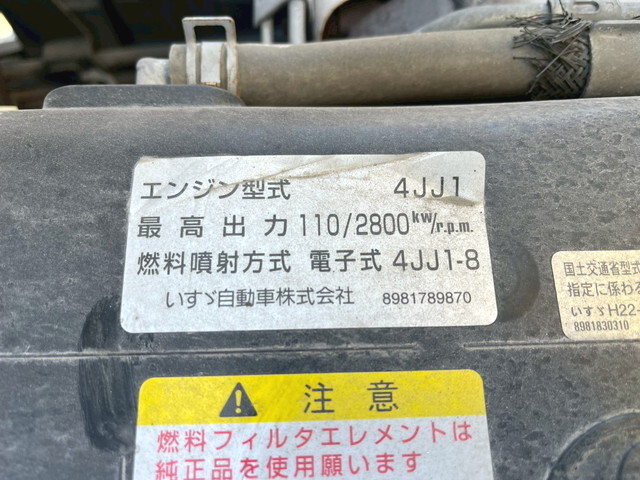 エンジン型式 4JJ1
最高出力 110/2800kw/r.p.m.
燃料噴射方式 電子式 4JJ1-8
いすゞ自動車株式会社 8981789870
国土交通省型式
指定に係わる
いすゞH22-
8981830310
⚠ 注意
燃料フィルタエレメントは
純正品を使用願います